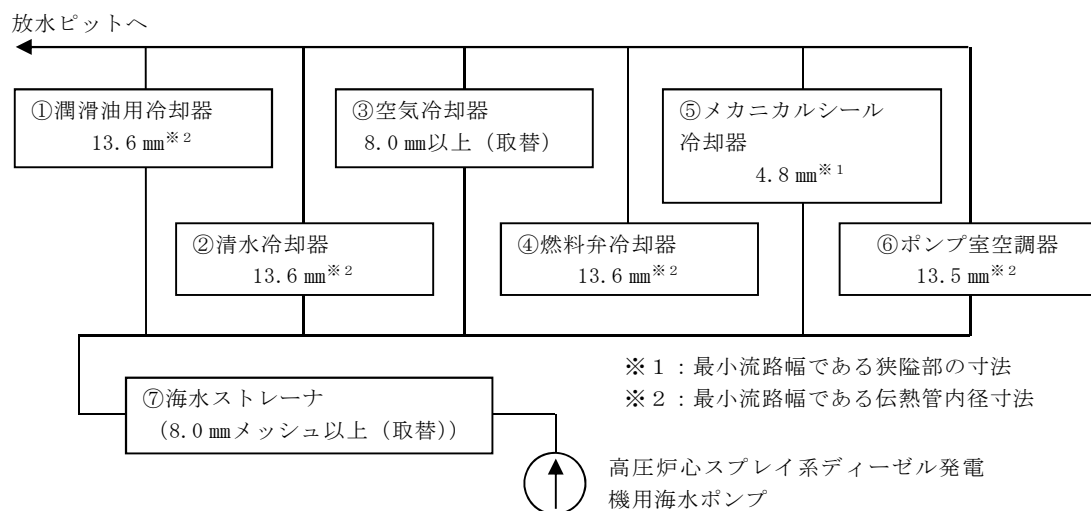 放水ピットへ
①潤滑油用冷却器
13.6 ㎜※2
③空気冷却器
8.0 ㎜以上（取替）
⑤メカニカルシール
冷却器
4.8 ㎜※1
②清水冷却器
13.6 ㎜※2
④燃料弁冷却器
13.6 ㎜※2
⑥ポンプ室空調器
13.5 ㎜※2
※1：最小流路幅である狭隘部の寸法
※2：最小流路幅である伝熱管内径寸法
⑦海水ストレーナ
（8.0 ㎜メッシュ以上（取替））
高圧炉心スプレイ系ディーゼル発電
機用海水ポンプ